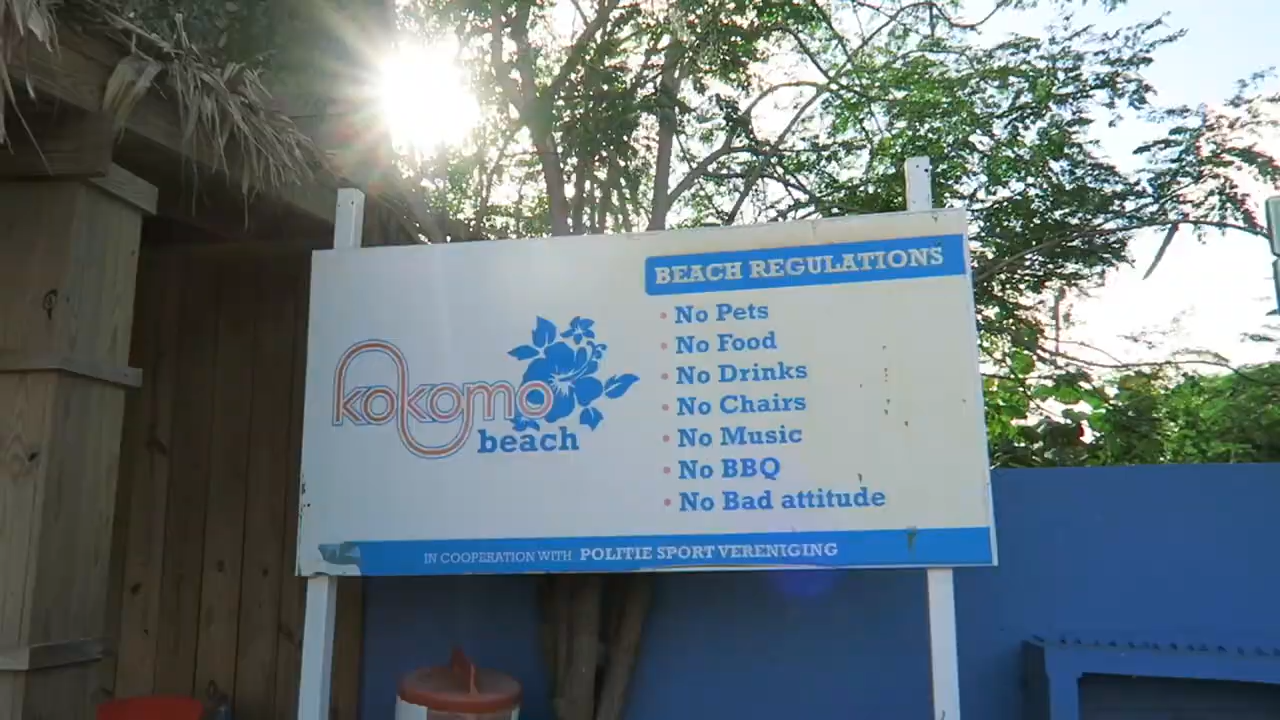 kokomo
beach
BEACH REGULATIONS
• No Pets
• No Food
• No Drinks
• No Chairs
• No Music
• No BBQ
• No Bad attitude
IN COOPERATION WITH POLITIE SPORT VERENIGING